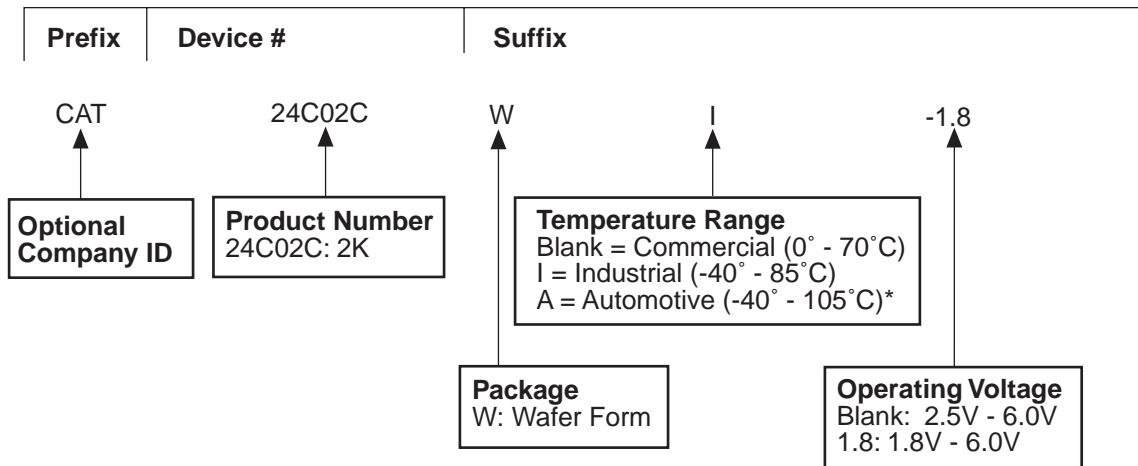 Prefix Device # Suffix
CAT 24C02C W I -1.8
Optional
Company ID
Product Number
24C02C: 2K
Temperature Range
Blank = Commercial (0˚ - 70˚C)
I = Industrial (-40˚ - 85˚C)
A = Automotive (-40˚ - 105˚C)*
Package
W: Wafer Form
Operating Voltage
Blank: 2.5V - 6.0V
1.8: 1.8V - 6.0V